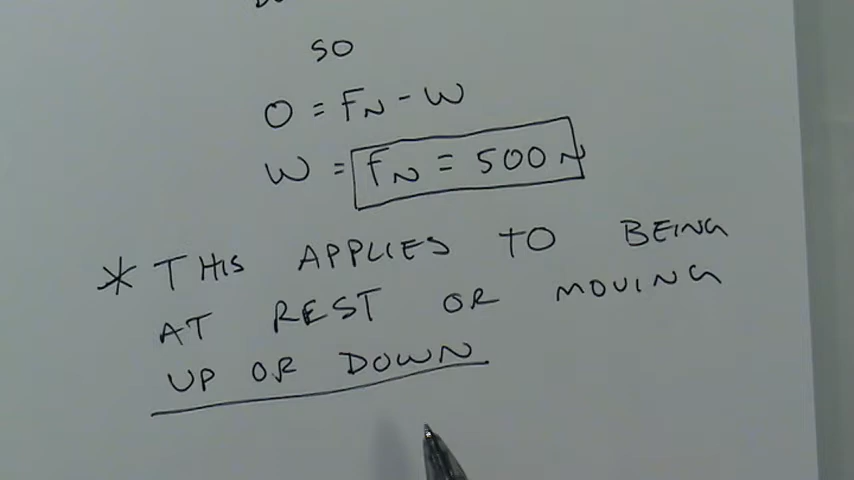 SO
0 = FN - W
W = FN = 500 N
* THIS APPLIES TO BEING
AT REST OR MOVING
UP OR DOWN